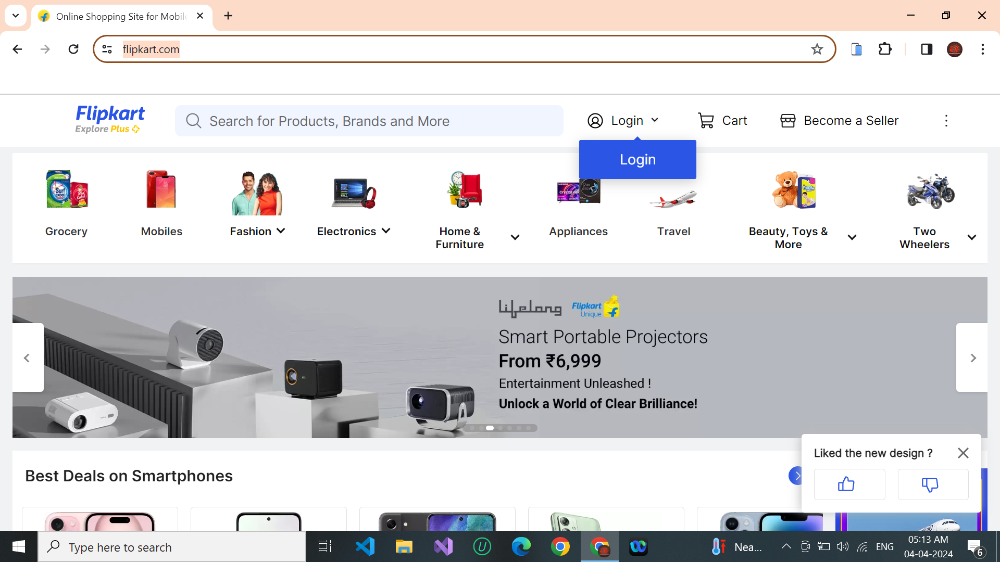 Online Shopping Site for Mobile
flipkart.com
Flipkart
Explore Plus
Search for Products, Brands and More
Login
Cart
Become a Seller
Login
Grocery
Mobiles
Fashion
Electronics
Home &
Furniture
Appliances
Travel
Beauty, Toys &
More
Two
Wheelers
Lifelong
Flipkart
Unique
Smart Portable Projectors
From ₹6,999
Entertainment Unleashed !
Unlock a World of Clear Brilliance!
Liked the new design ?
Best Deals on Smartphones
Type here to search
Nea...
ENG
05:13 AM
04-04-2024
6